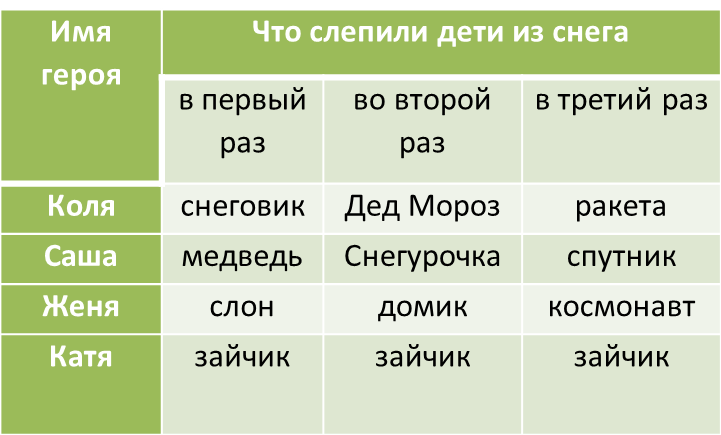 Имя
героя
Что слепили дети из снега
в первый
раз
во второй
раз
в третий раз
Коля
снеговик
Дед Мороз
ракета
Саша
медведь
Снегурочка
спутник
Женя
слон
домик
космонавт
Катя
зайчик
зайчик
зайчик